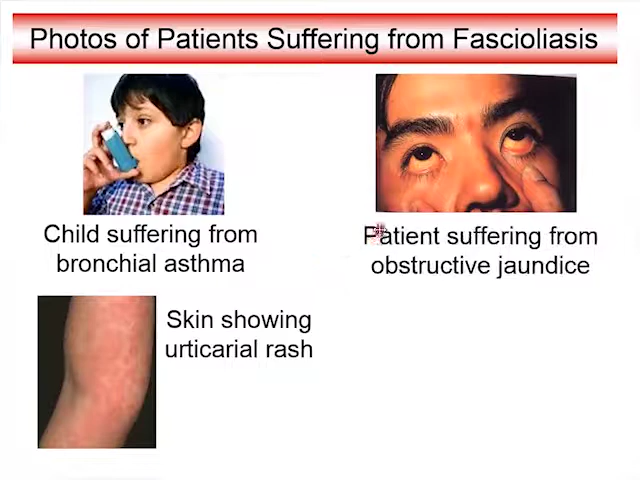 Photos of Patients Suffering from Fascioliasis
Child suffering from
bronchial asthma
Patient suffering from
obstructive jaundice
Skin showing
urticarial rash